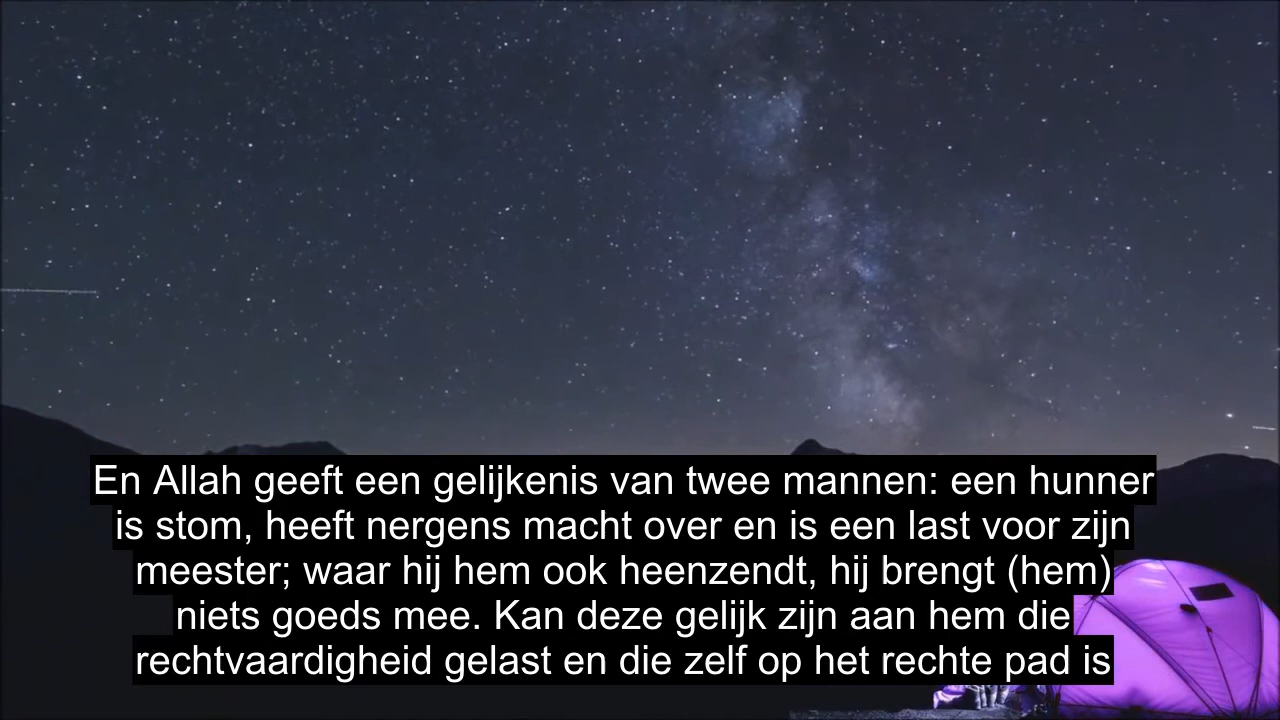 En Allah geeft een gelijkenis van twee mannen: een hunner
is stom, heeft nergens macht over en is een last voor zijn
meester; waar hij hem ook heenzendt, hij brengt (hem)
niets goeds mee. Kan deze gelijk zijn aan hem die
rechtvaardigheid gelast en die zelf op het rechte pad is